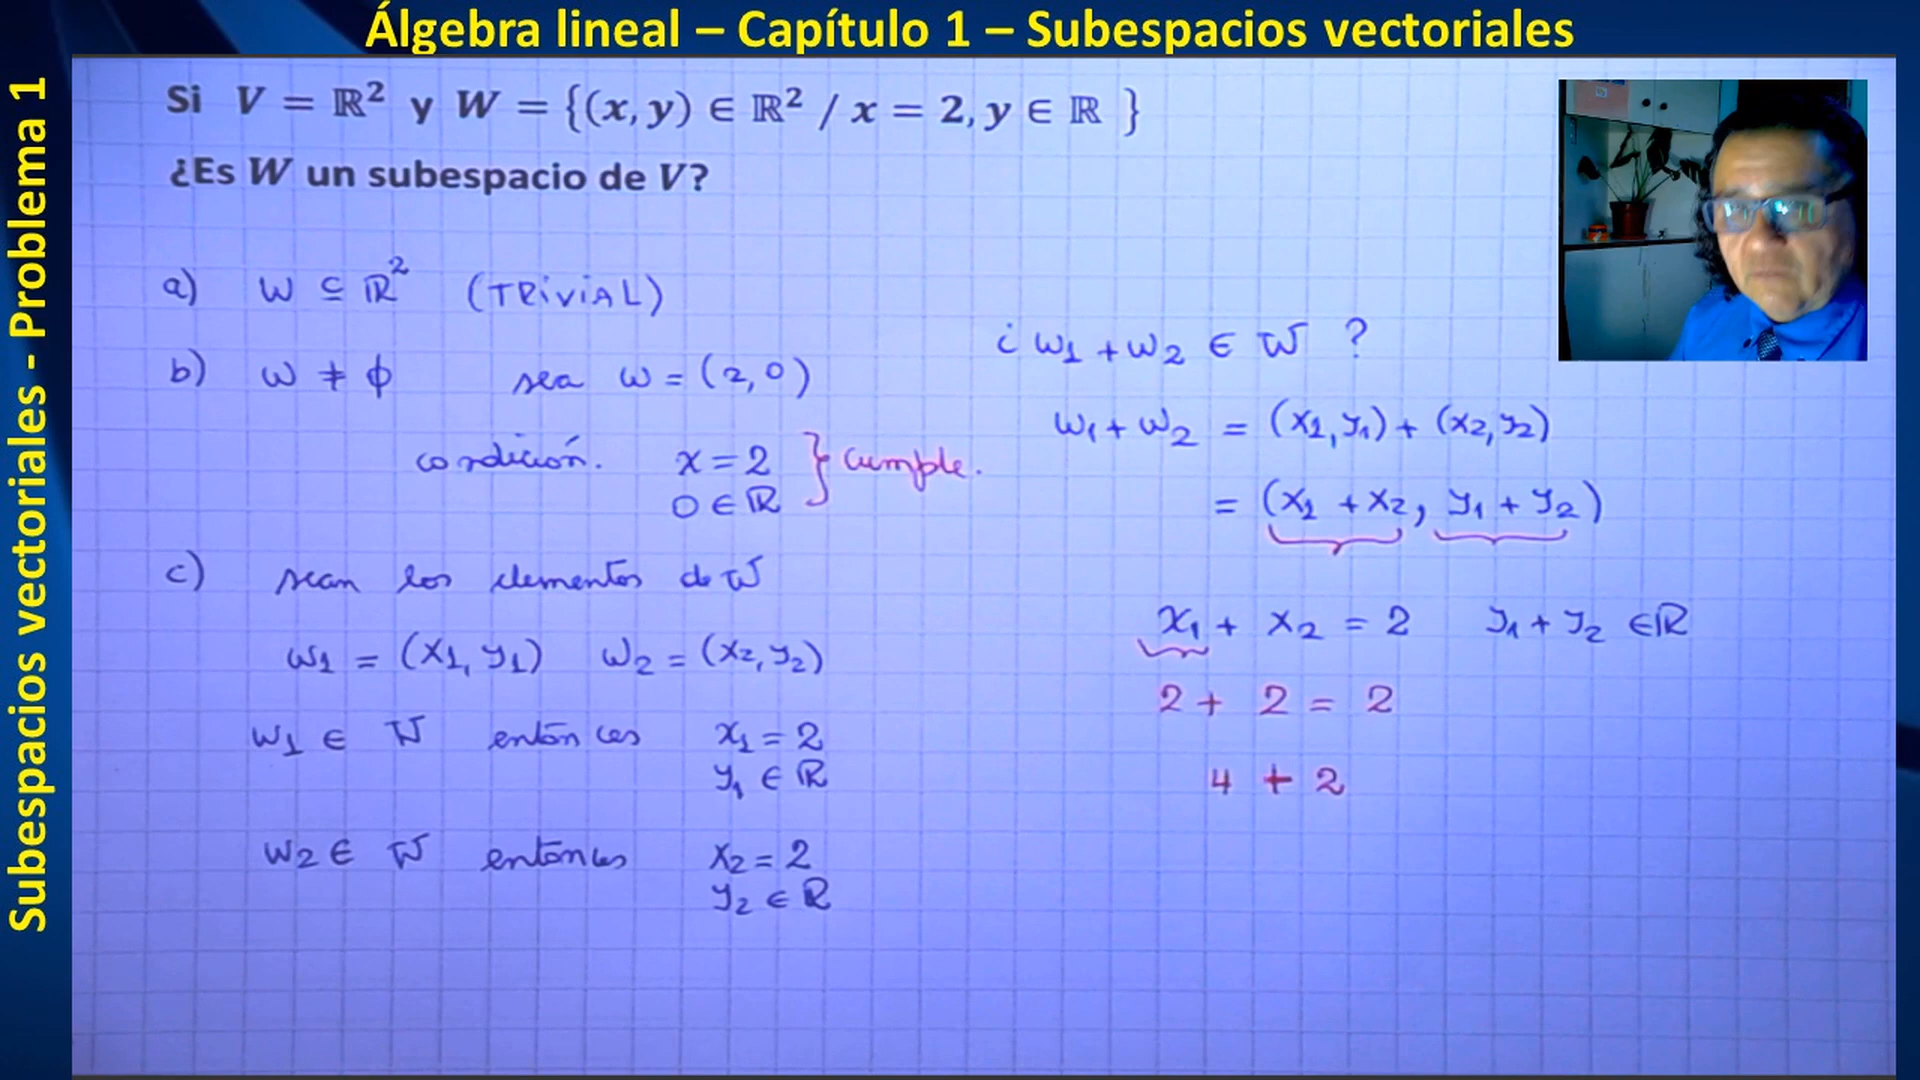 Álgebra lineal – Capítulo 1 – Subespacios vectoriales
Subespacios vectoriales - Problema 1
Si V = ℝ² y W = {(x, y) ∈ ℝ² / x = 2, y ∈ ℝ }
¿Es W un subespacio de V?
a) W ⊆ ℝ² (TRiViAL)
b) W ≠ ϕ sea w = (2,0)
condición. x = 2 } cumple.
0 ∈ ℝ
c) sean los elementos de W
w₁ = (x₁, y₁) w₂ = (x₂, y₂)
w₁ ∈ W entonces x₁ = 2
y₁ ∈ ℝ
w₂ ∈ W entonces x₂ = 2
y₂ ∈ ℝ
¿ w₁ + w₂ ∈ W ?
w₁ + w₂ = (x₁, y₁) + (x₂, y₂)
= (x₁ + x₂, y₁ + y₂)
x₁ + x₂ = 2 y₁ + y₂ ∈ ℝ
2 + 2 = 2
4 + 2